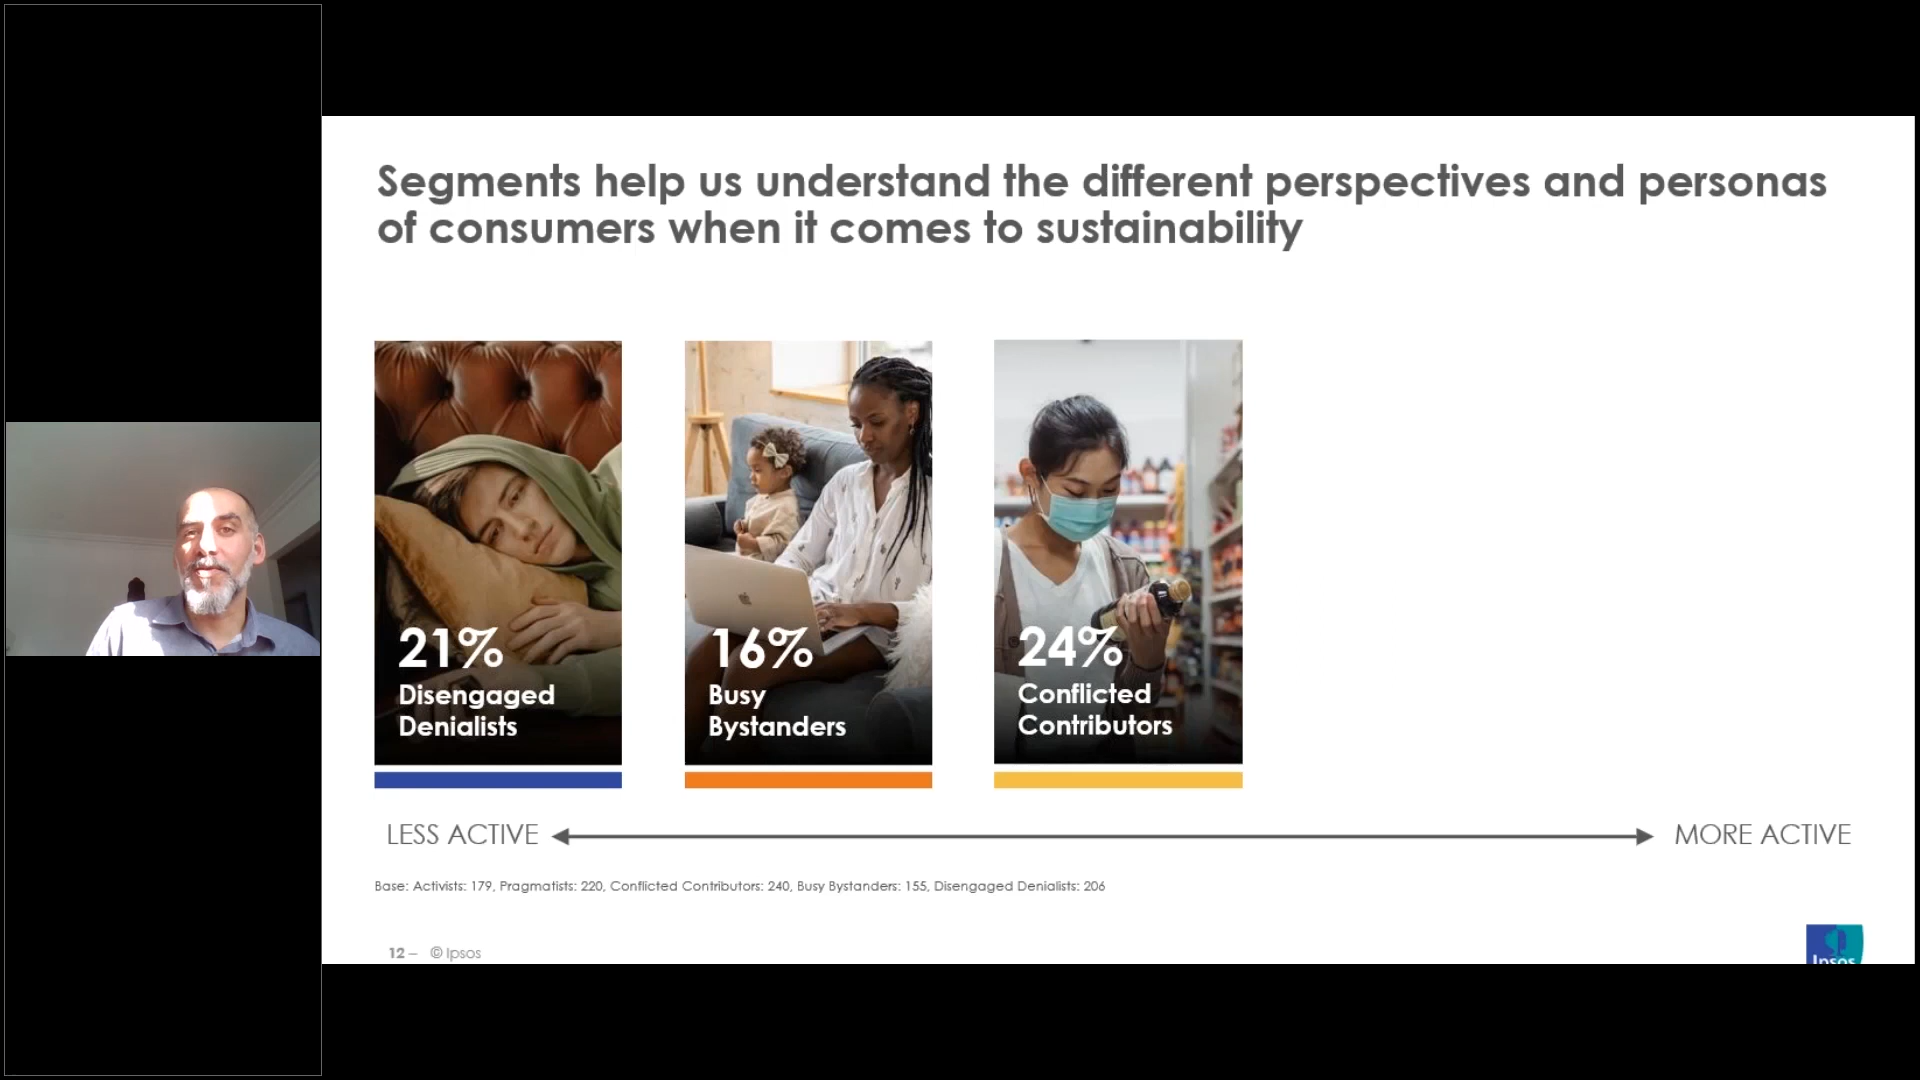 Segments help us understand the different perspectives and personas
of consumers when it comes to sustainability
21%
Disengaged
Denialists
16%
Busy
Bystanders
24%
Conflicted
Contributors
LESS ACTIVE
MORE ACTIVE
Base: Activists: 179, Pragmatists: 220, Conflicted Contributors: 240, Busy Bystanders: 155, Disengaged Denialists: 206
12 – © Ipsos
Ipsos